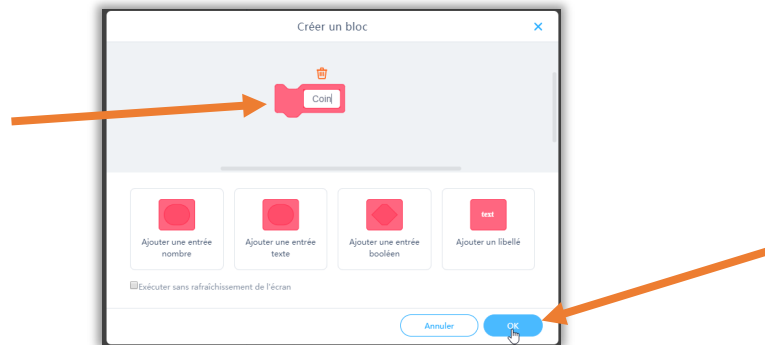 Créer un bloc
Coin
Ajouter une entrée
nombre
Ajouter une entrée
texte
Ajouter une entrée
booléen
text
Ajouter un libellé
Exécuter sans rafraîchissement de l'écran
Annuler
OK